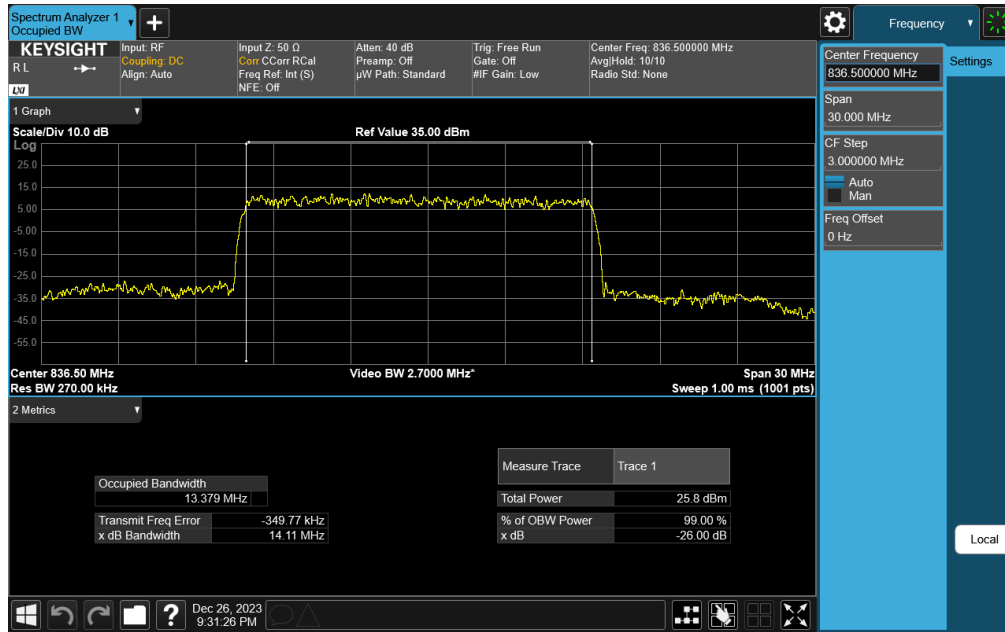 Spectrum Analyzer 1
Occupied BW
Frequency
KEYSIGHT
R L
LXI
Input: RF
Coupling: DC
Align: Auto
Input Z: 50 Ω
Corr CCorr RCal
Freq Ref: Int (S)
NFE: Off
Atten: 40 dB
Preamp: Off
µW Path: Standard
Trig: Free Run
Gate: Off
#IF Gain: Low
Center Freq: 836.500000 MHz
Avg|Hold: 10/10
Radio Std: None
Center Frequency
836.500000 MHz
Settings
Span
30.000 MHz
CF Step
3.000000 MHz
Auto
Man
Freq Offset
0 Hz
1 Graph
Scale/Div 10.0 dB
Ref Value 35.00 dBm
Log
25.0
15.0
5.00
-5.00
-15.0
-25.0
-35.0
-45.0
-55.0
Center 836.50 MHz
Video BW 2.7000 MHz*
Span 30 MHz
Res BW 270.00 kHz
Sweep 1.00 ms (1001 pts)
2 Metrics
Occupied Bandwidth
13.379 MHz
Transmit Freq Error -349.77 kHz
x dB Bandwidth 14.11 MHz
Measure Trace Trace 1
Total Power 25.8 dBm
% of OBW Power 99.00 %
x dB -26.00 dB
Local
?
Dec 26, 2023
9:31:26 PM